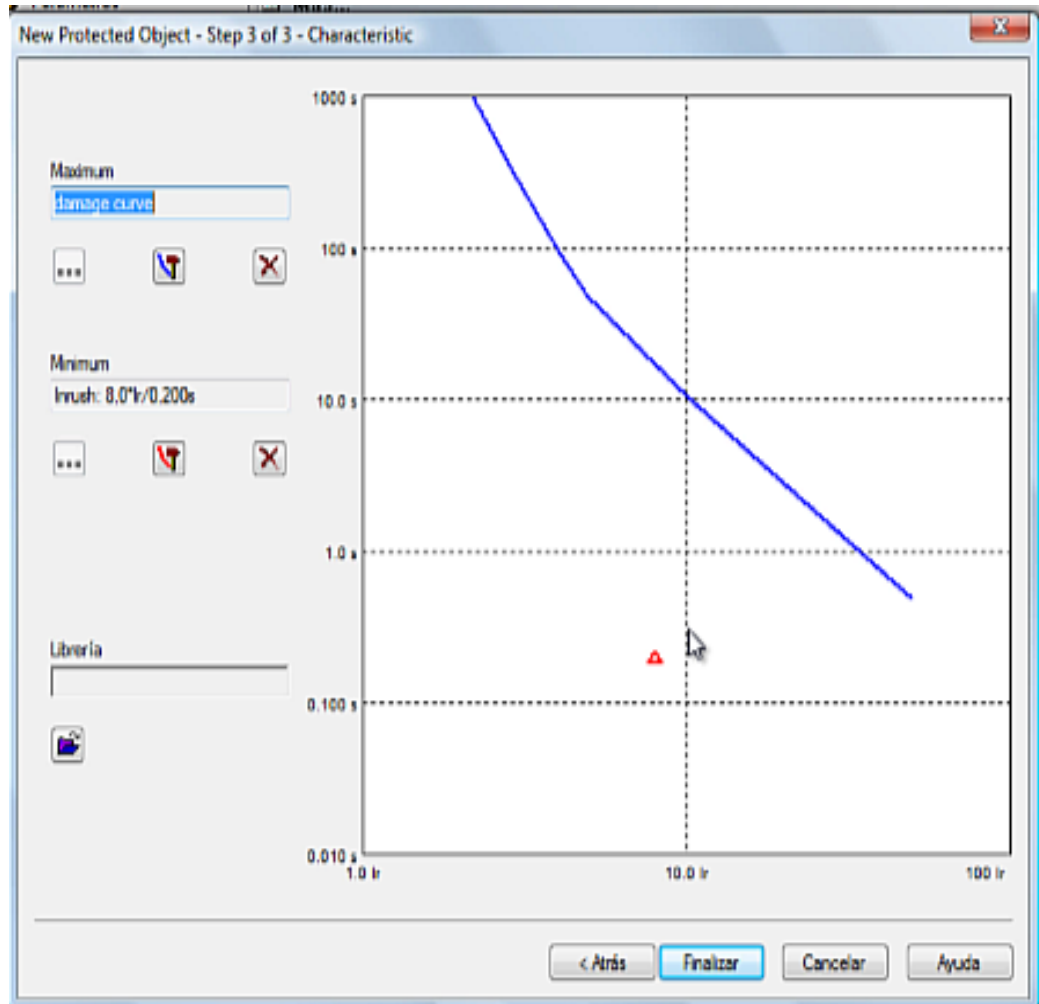 New Protected Object - Step 3 of 3 - Characteristic
Maximum
damage curve
...
Minimum
Inrush: 8,0*Ir/0.200s
...
Librería
1000 s
100 s
10.0 s
1.0 s
0.100 s
0.010 s
1.0 Ir
10.0 Ir
100 Ir
< Atrás
Finalizar
Cancelar
Ayuda